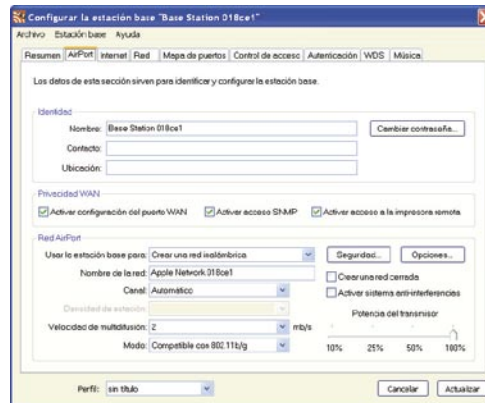 Configurar la estación base "Base Station 018ce1"
Archivo Estación base Ayuda
Resumen AirPort Internet Red Mapa de puertos Control de acceso Autenticación WDS Música
Los datos de esta sección sirven para identificar y configurar la estación base.
Identidad
Nombre: Base Station 018ce1 Cambiar contraseña...
Contacto:
Ubicación:
Privacidad WAN
Activar configuración del puerto WAN Activar acceso SNMP Activar acceso a la impresora remota
Red AirPort
Usar la estación base para: Crear una red inalámbrica Seguridad... Opciones...
Nombre de la red: Apple Network 018ce1 Crear una red cerrada
Canal: Automático Activar sistema anti-interferencias
Densidad de estación: Potencia del transmisor
Velocidad de multidifusión: 2 mb/s
Modo: Compatible con 802.11b/g 10% 25% 50% 100%
Perfil: sin título Cancelar Actualizar